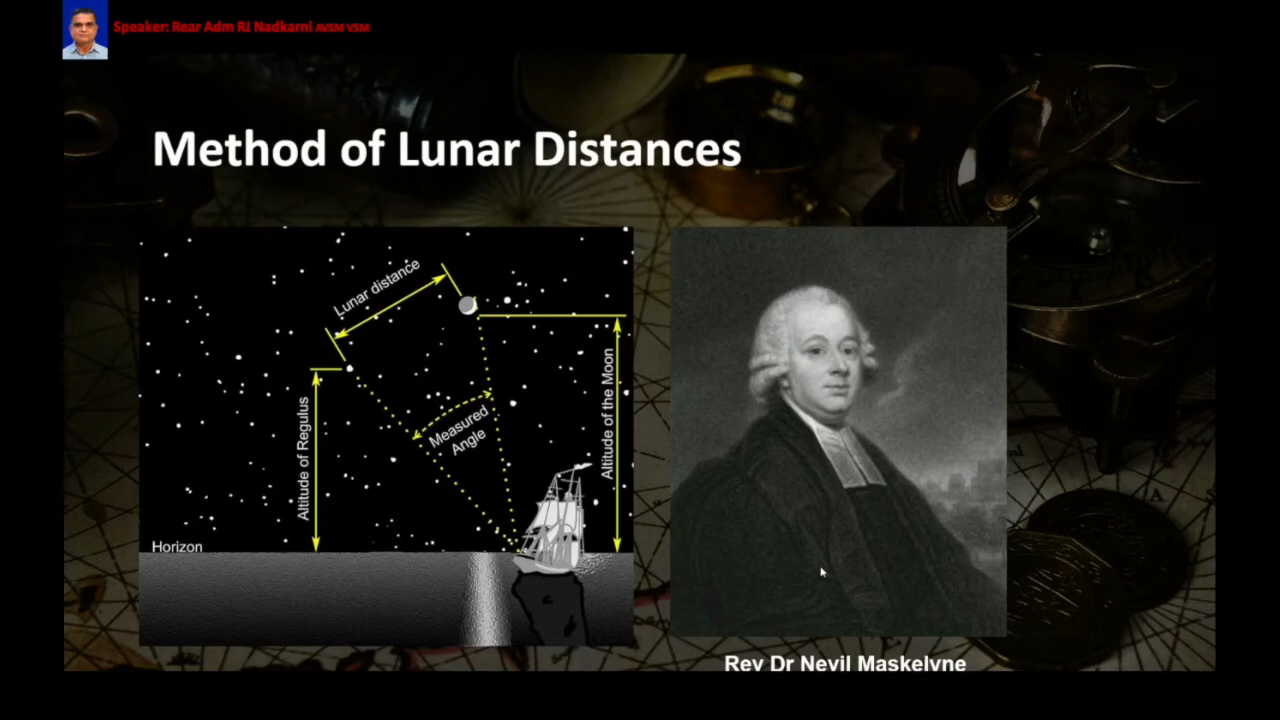 Speaker: Rear Adm RJ Nadkarni AVSM VSM
Method of Lunar Distances
Lunar distance
Altitude of Regulus
Measured
Angle
Altitude of the Moon
Horizon
Rev Dr Nevil Maskelyne